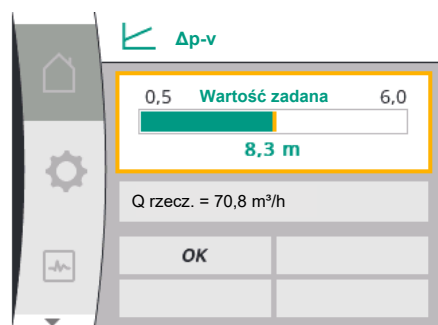 Δp-v
0,5 Wartość zadana 6,0
8,3 m
Q rzecz. = 70,8 m³/h
OK